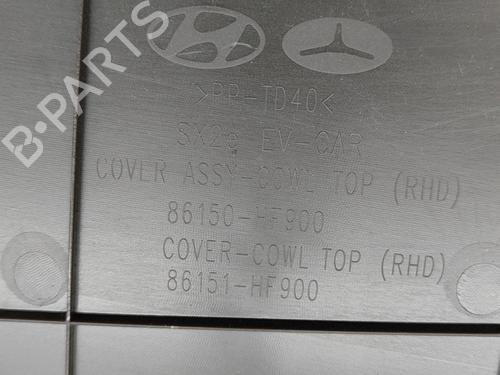 >PP-TD40<
SX2e EV-CAR
COVER ASSY-COWL TOP (RHD)
86150-HF900
COVER-COWL TOP (RHD)
86151-HF900
B-PARTS